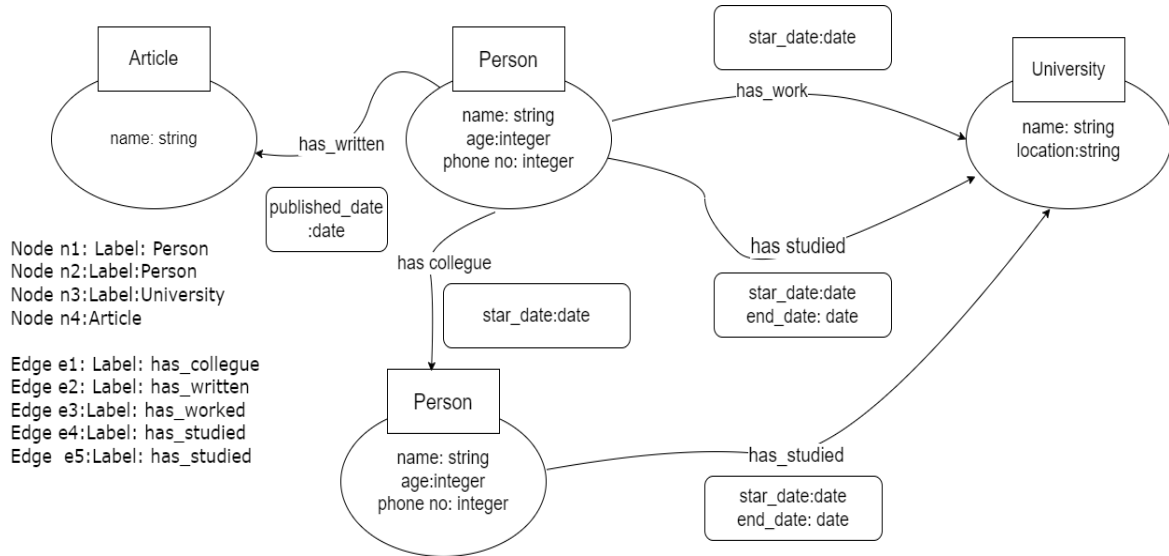 Article
name: string
has_written
published_date
:date
Person
name: string
age:integer
phone no: integer
star_date:date
has_work
University
name: string
location:string
has studied
star_date:date
end_date: date
has collegue
star_date:date
Person
name: string
age:integer
phone no: integer
has_studied
star_date:date
end_date: date
Node n1: Label: Person
Node n2:Label:Person
Node n3:Label:University
Node n4:Article
Edge e1: Label: has_collegue
Edge e2: Label: has_written
Edge e3:Label: has_worked
Edge e4:Label: has_studied
Edge e5:Label: has_studied